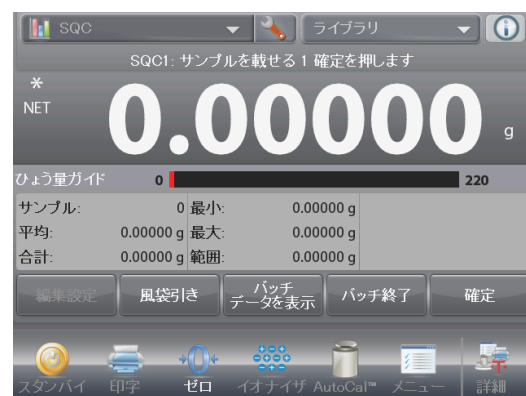 SQC ライブラリ
SQC1: サンプルを載せる 1 確定を押します
*
NET
0.00000 g
ひょう量ガイド 0 220
サンプル: 0 最小: 0.00000 g
平均: 0.00000 g 最大: 0.00000 g
合計: 0.00000 g 範囲: 0.00000 g
編集設定 風袋引き バッチ データを表示 バッチ終了 確定
スタンバイ 印字 ゼロ イオナイザ AutoCal™ メニュー 詳細